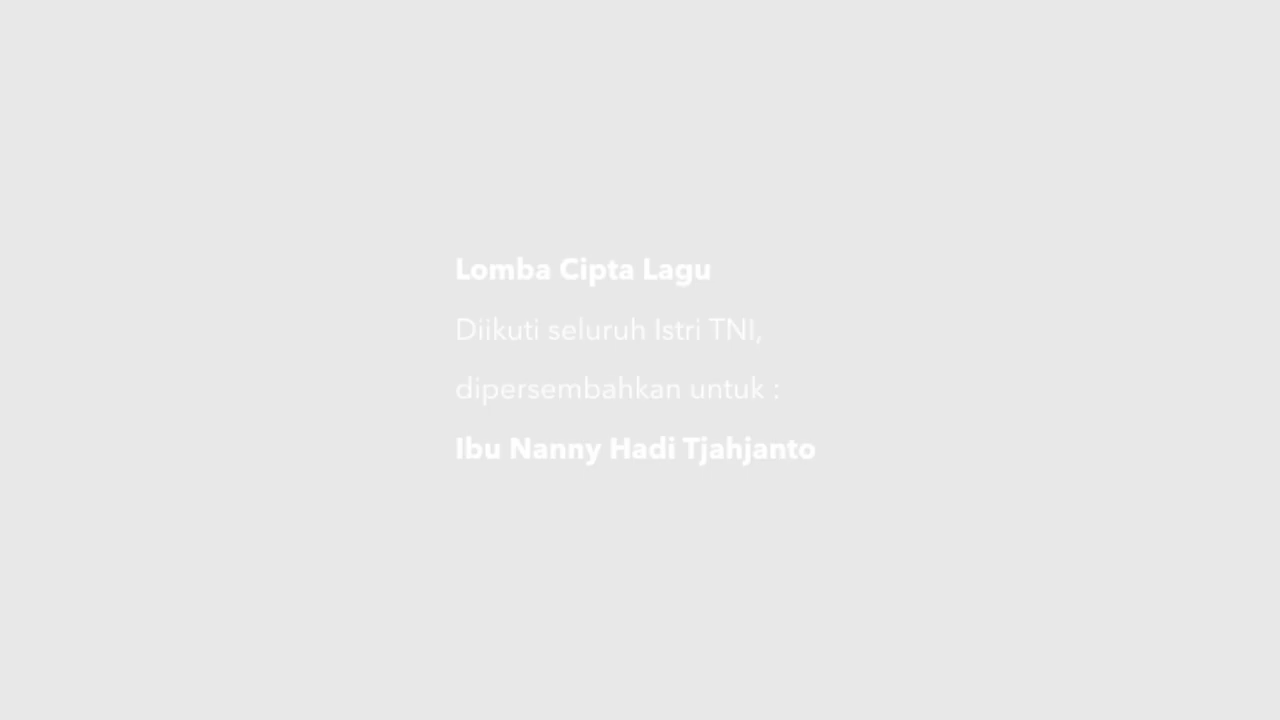 Lomba Cipta Lagu
Diikuti seluruh Istri TNI,
dipersembahkan untuk :
Ibu Nanny Hadi Tjahjanto